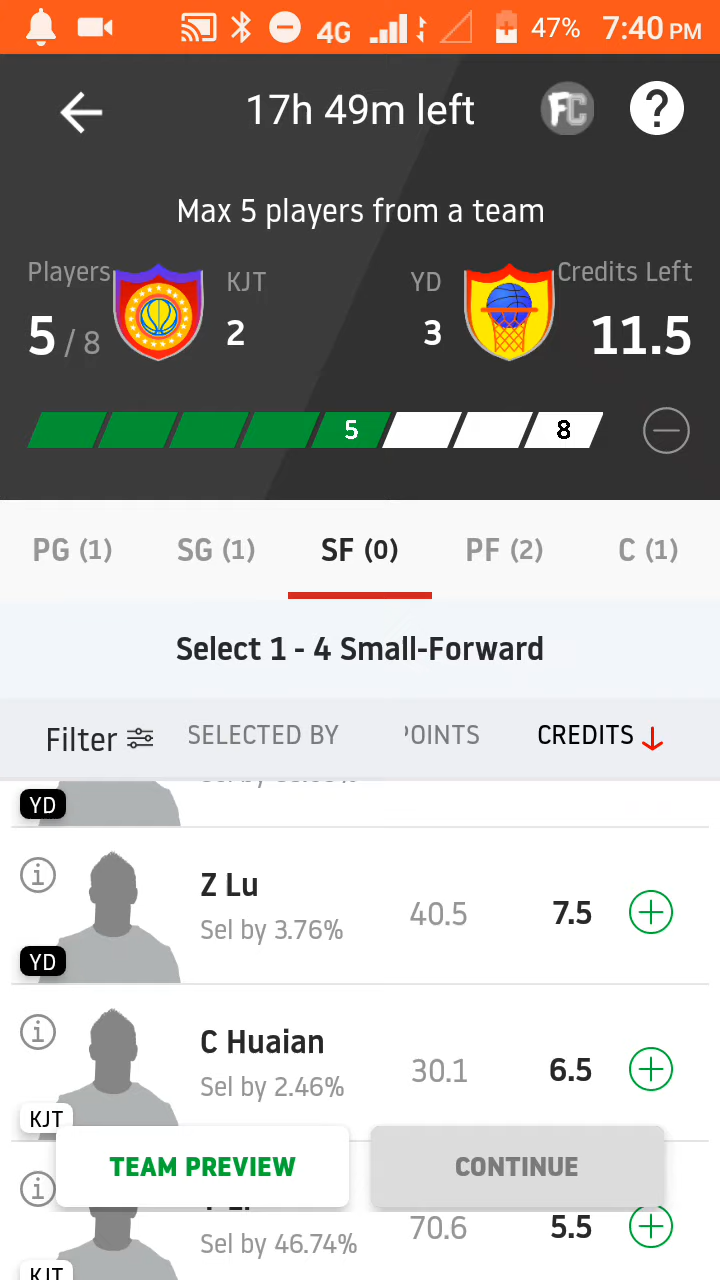 4G 47% 7:40 PM
17h 49m left FC ?
Max 5 players from a team
Players KJT YD Credits Left
5 / 8 2 3 11.5
5 8
PG (1) SG (1) SF (0) PF (2) C (1)
Select 1 - 4 Small-Forward
Filter SELECTED BY POINTS CREDITS
YD
Z Lu
40.5 7.5
Sel by 3.76%
YD
C Huaian
30.1 6.5
Sel by 2.46%
KJT
TEAM PREVIEW CONTINUE
70.6 5.5
Sel by 46.74%
KJT